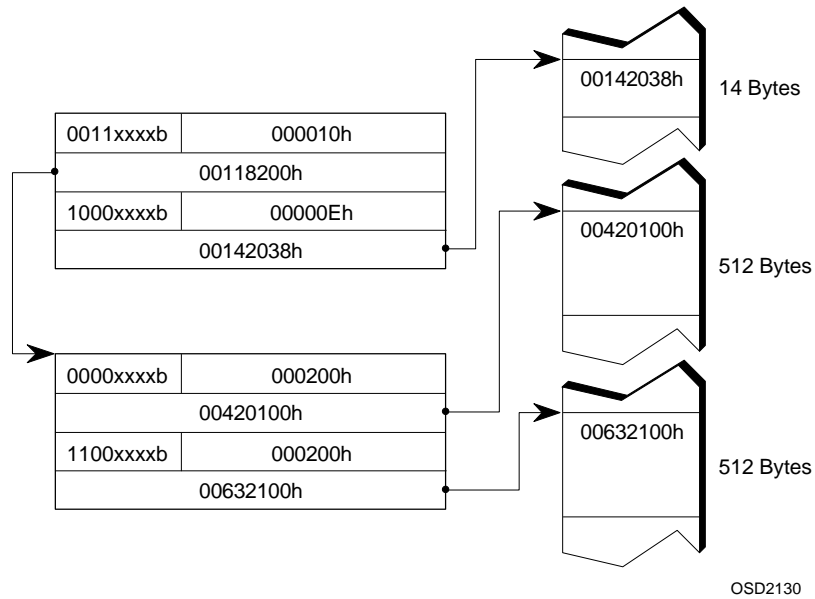 0011xxxxb 000010h
00118200h
1000xxxxb 00000Eh
00142038h
0000xxxxb 000200h
00420100h
1100xxxxb 000200h
00632100h
00142038h
14 Bytes
00420100h
512 Bytes
00632100h
512 Bytes
OSD2130